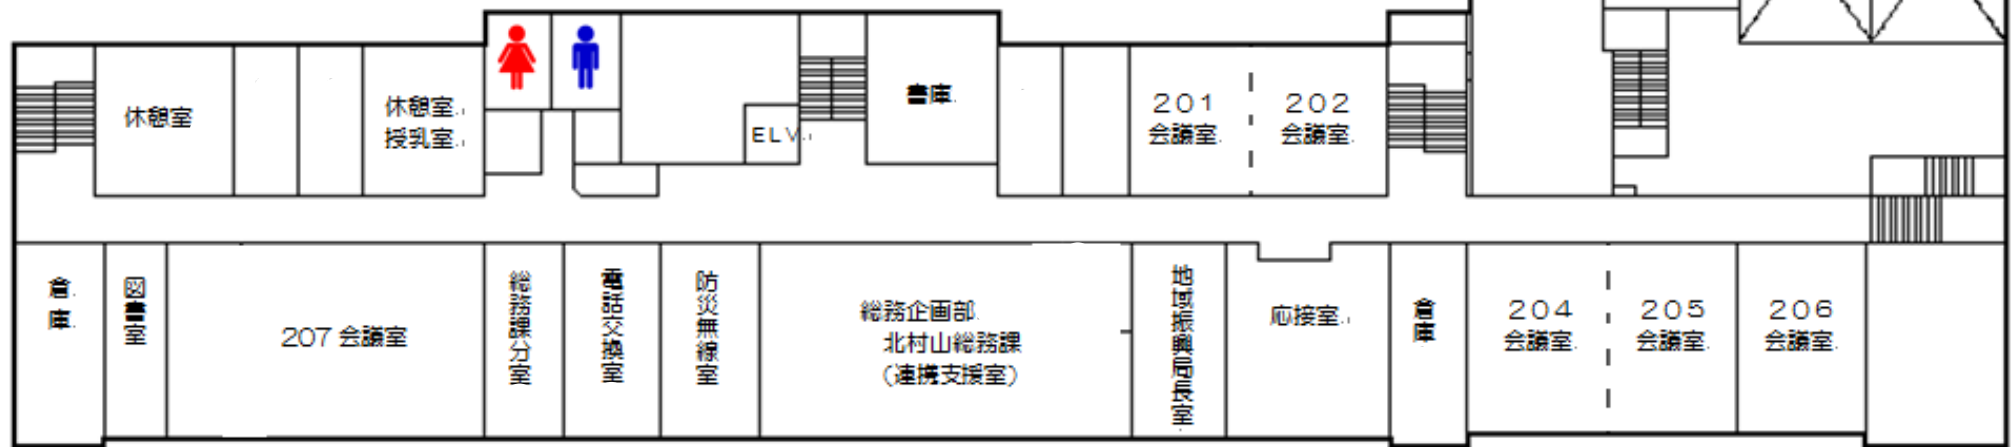 休憩室
休憩室
授乳室
ELV
書庫
201
会議室
202
会議室
倉庫
図書室
207 会議室
総務課分室
電話交換室
防災無線室
総務企画部
北村山総務課
(連携支援室)
地域振興局長室
応接室
倉庫
204
会議室
205
会議室
206
会議室